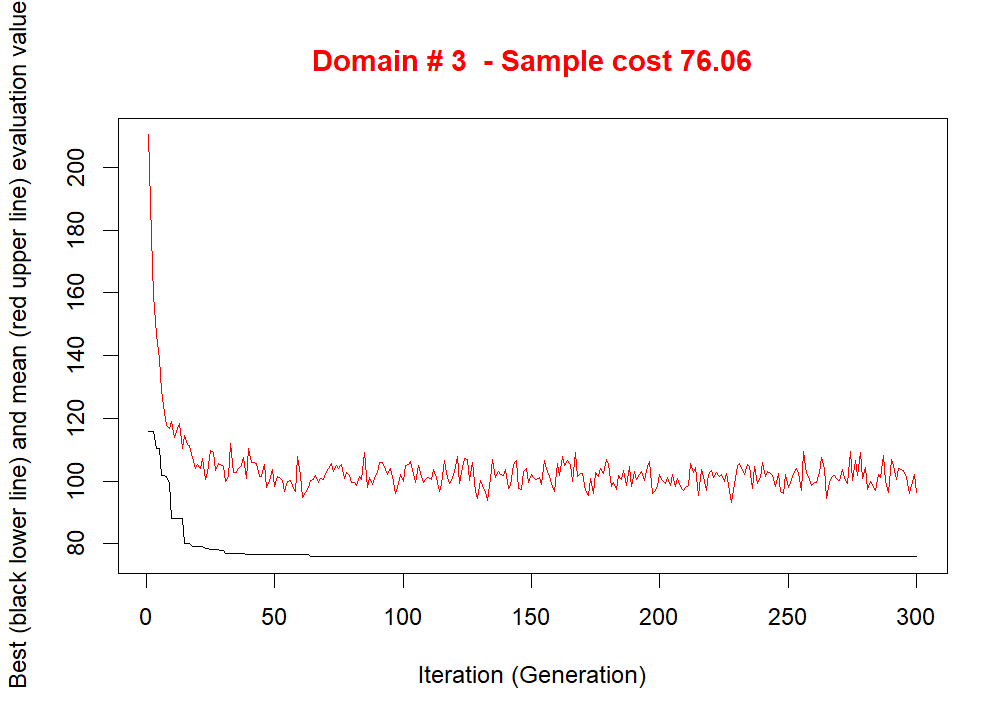 Domain # 3  - Sample cost 76.06
Best (black lower line) and mean (red upper line) evaluation value
200
180
160
140
120
100
80
0 50 100 150 200 250 300
Iteration (Generation)